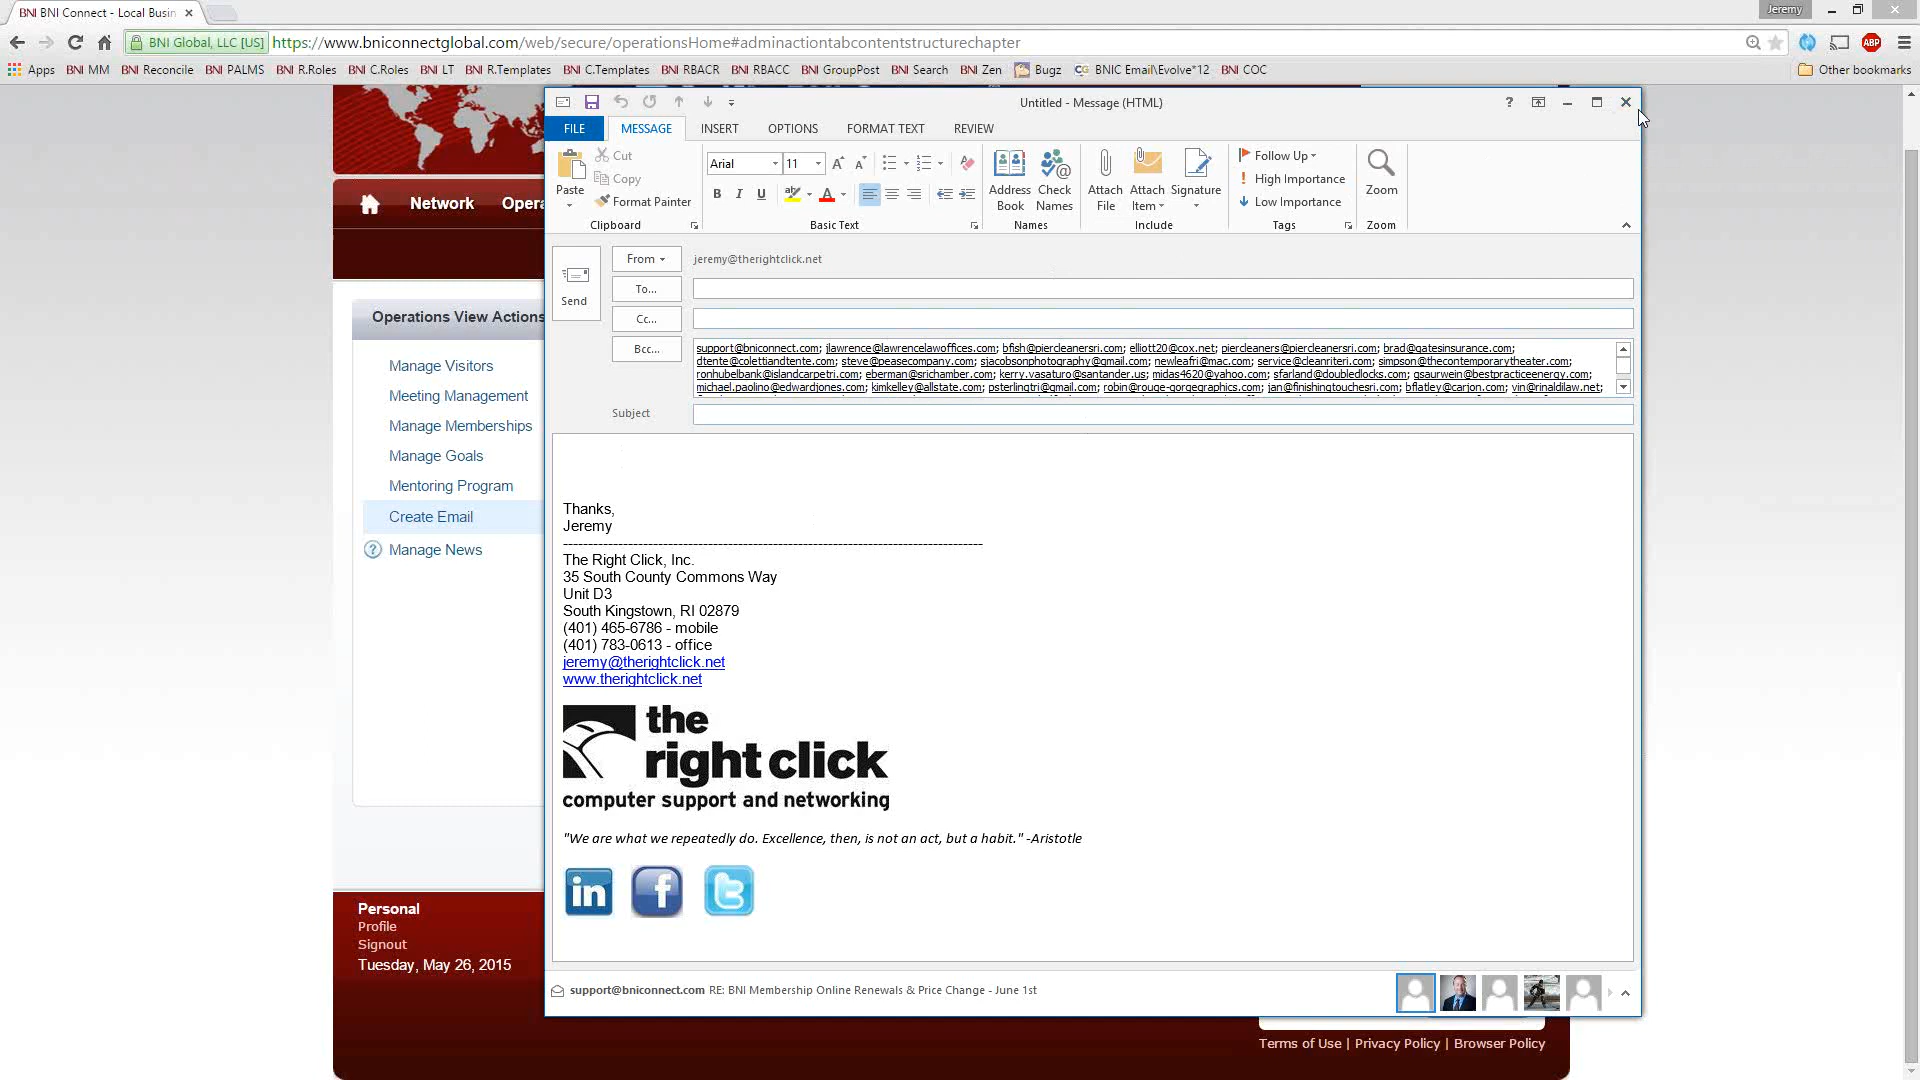 BNI BNI Connect - Local Busin
Jeremy
BNI Global, LLC [US] https://www.bniconnectglobal.com/web/secure/operationsHome#adminactiontabcontentstructurechapter
ABP
Apps BNI MM BNI Reconcile BNI PALMS BNI R.Roles BNI C.Roles BNI LT BNI R.Templates BNI C.Templates BNI RBACR BNI RBACC BNI GroupPost BNI Search BNI Zen Bugz CG BNIC Email\Evolve*12 BNI COC Other bookmarks
Untitled - Message (HTML)
FILE MESSAGE INSERT OPTIONS FORMAT TEXT REVIEW
Paste
Cut
Copy
Format Painter
Clipboard
Arial 11
B I U
Basic Text
Address Book
Check Names
Names
Attach File
Attach Item
Signature
Include
Follow Up
High Importance
Low Importance
Tags
Zoom
Zoom
Network Opera
Send
From jeremy@therightclick.net
To...
Cc...
Bcc...
support@bniconnect.com; jlawrence@lawrencelawoffices.com; bfish@piercleanersri.com; elliott20@cox.net; piercleaners@piercleanersri.com; brad@gatesinsurance.com;
dtente@colettiandtente.com; steve@peasecompany.com; sjacobsonphotography@gmail.com; newleafri@mac.com; service@cleanriteri.com; simpson@thecontemporarytheater.com;
ronhubelbank@islandcarpetri.com; eberman@srichamber.com; kerry.vasaturo@santander.us; midas4620@yahoo.com; sfarland@doubledlocks.com; gsaurwein@bestpracticeenergy.com;
michael.paolino@edwardjones.com; kimkelley@allstate.com; psterlingtri@gmail.com; robin@rouge-gorgegraphics.com; jan@finishingtouchesri.com; bflatley@carjon.com; vin@rinaldilaw.net;
Subject
Operations View Actions
Manage Visitors
Meeting Management
Manage Memberships
Manage Goals
Mentoring Program
Create Email
? Manage News
Thanks,
Jeremy
------------------------------------------------------------------------------------
The Right Click, Inc.
35 South County Commons Way
Unit D3
South Kingstown, RI 02879
(401) 465-6786 - mobile
(401) 783-0613 - office
jeremy@therightclick.net
www.therightclick.net
the
right click
computer support and networking
"We are what we repeatedly do. Excellence, then, is not an act, but a habit." -Aristotle
in f t
support@bniconnect.com RE: BNI Membership Online Renewals & Price Change - June 1st
Personal
Profile
Signout
Tuesday, May 26, 2015
Terms of Use | Privacy Policy | Browser Policy